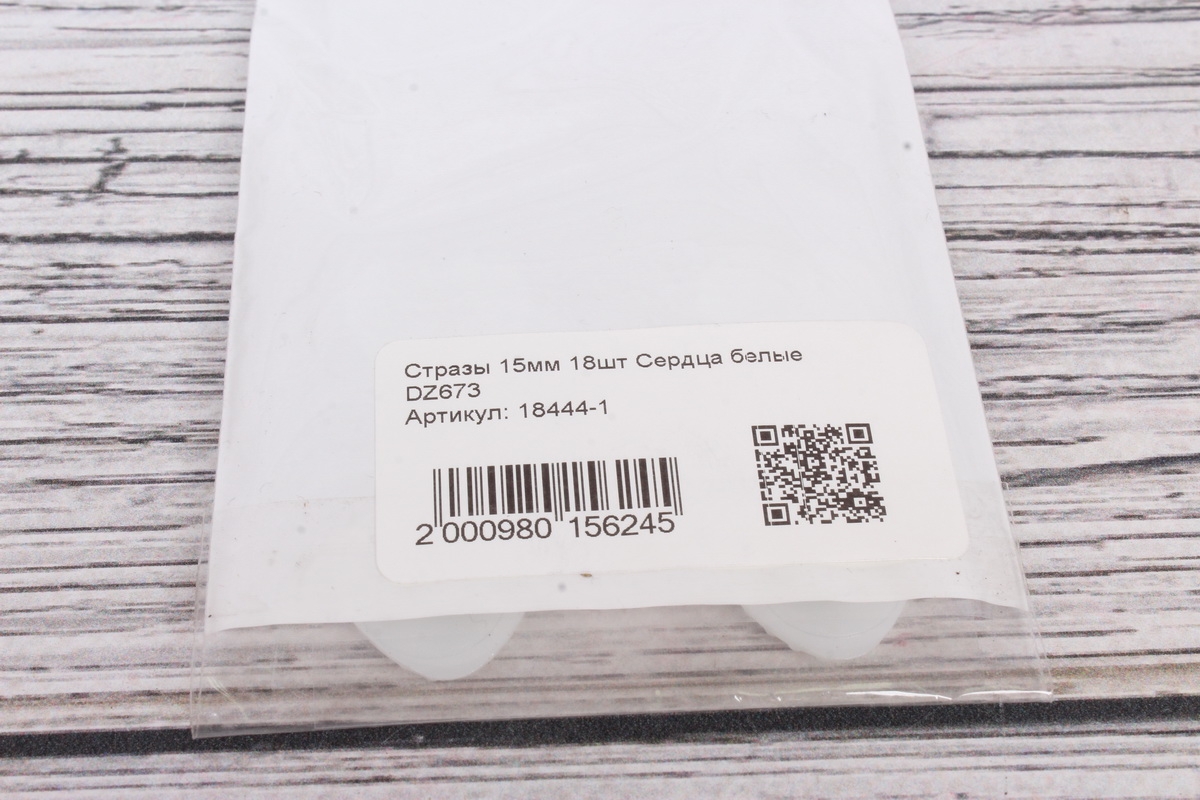 Стразы 15мм 18шт Сердца белые
DZ673
Артикул: 18444-1
2 000980 156245